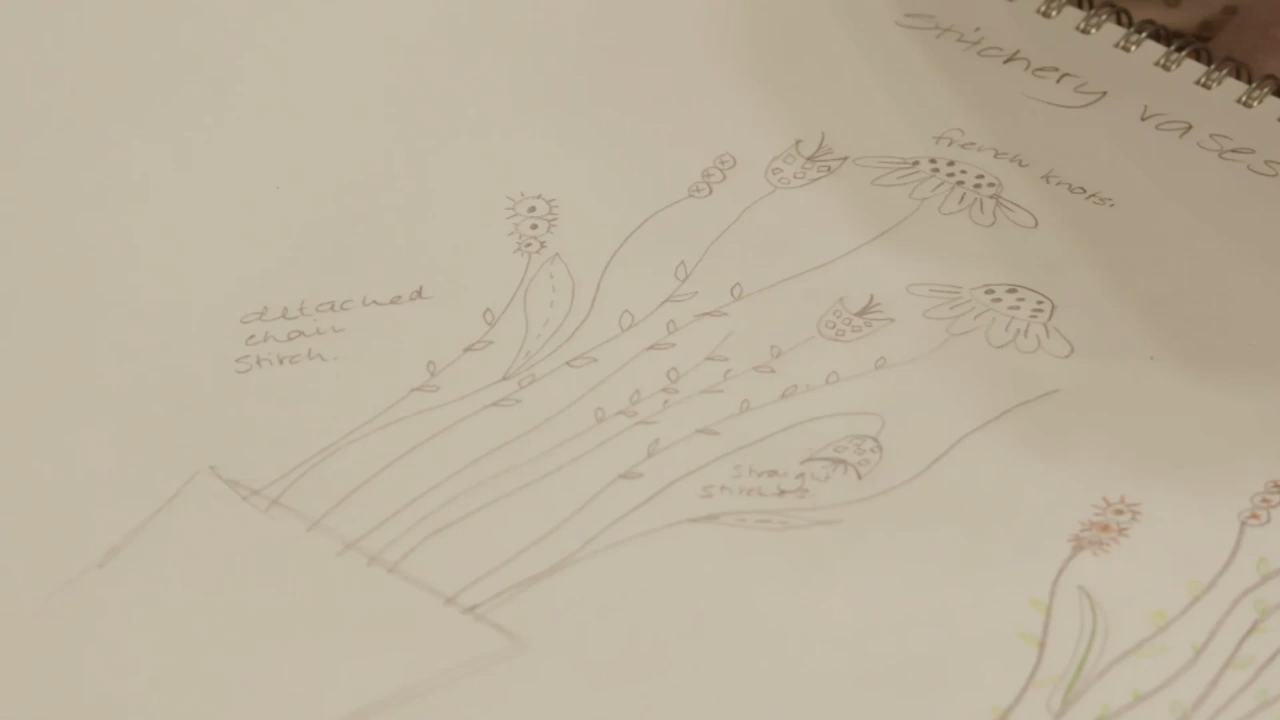 Stitchery vases
french knots.
detached
chain
Stitch.
Straight
Stitches